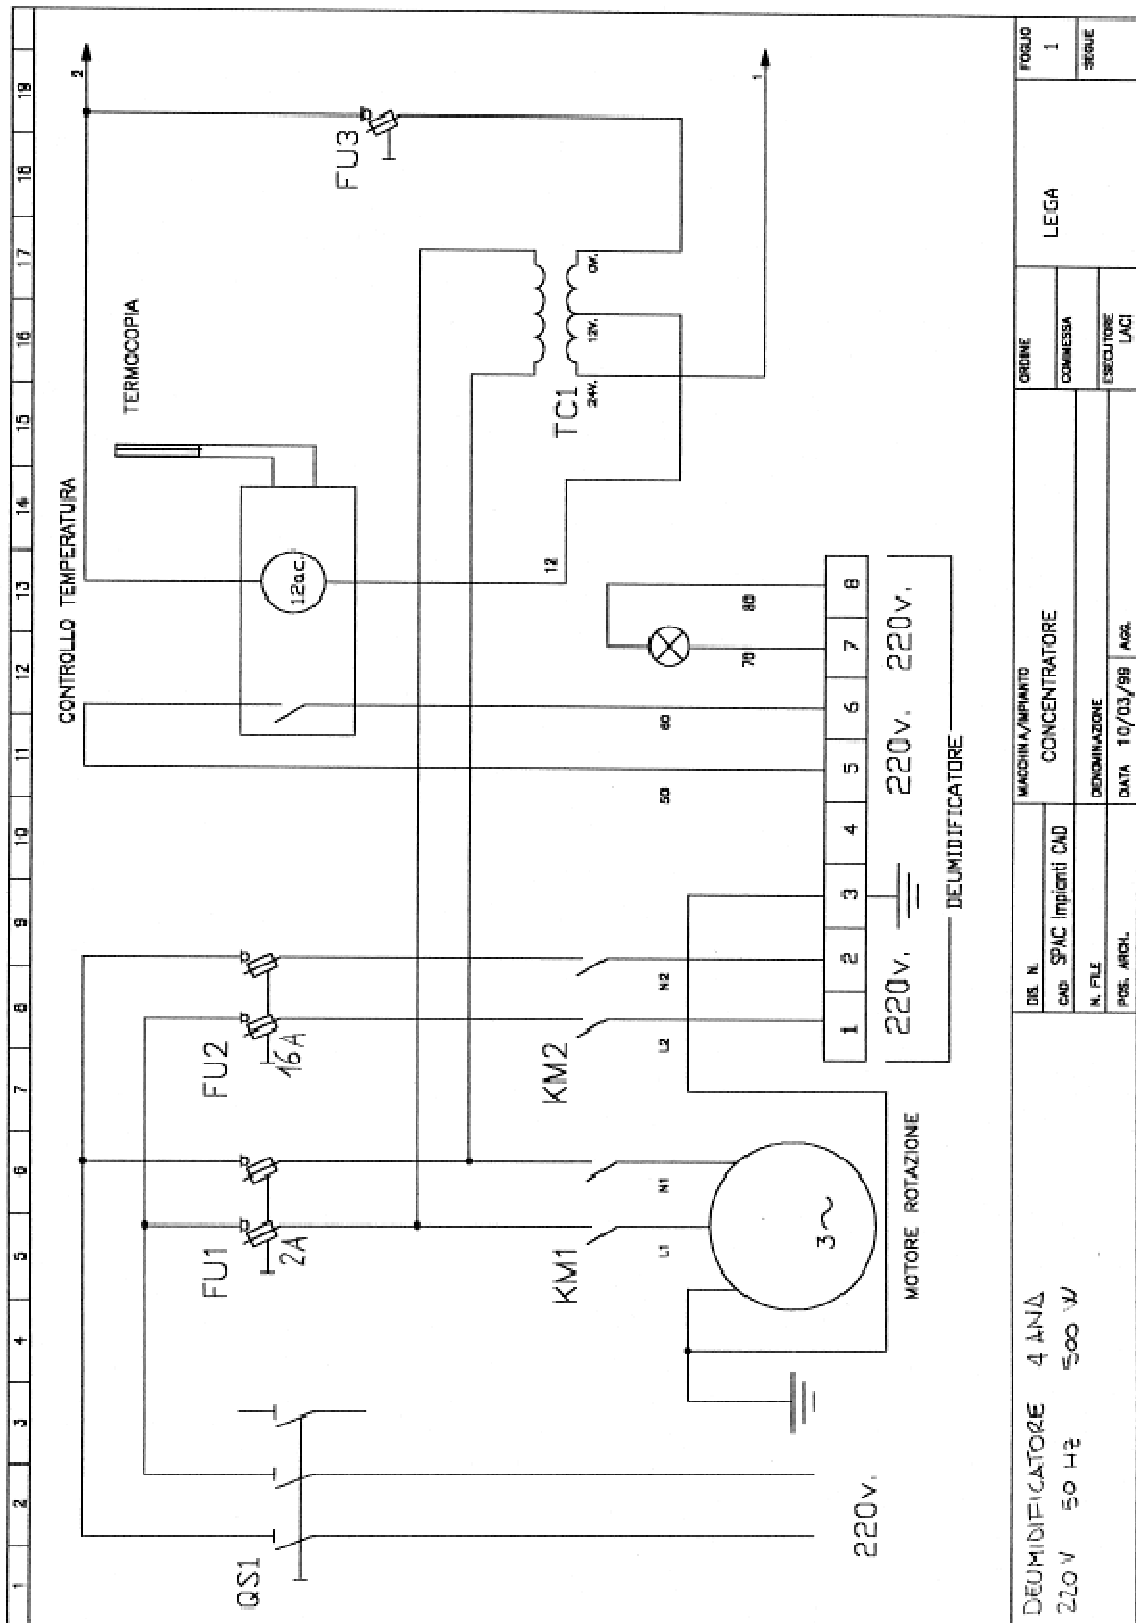 1 2 3 4 5 6 7 8 9 10 11 12 13 14 15 16 17 18 19
CONTROLLO TEMPERATURA
TERMOCOPIA
2
QS1
FU1
2A
FU2
16A
12ac.
FU3
KM1
KM2
12
TC1
24V.
12V.
0V.
1
L1
N1
L2
N2
50
60
70
80
3~
1 2 3 4 5 6 7 8
220v.
220v.
220v.
220v.
MOTORE ROTAZIONE
DEUMIDIFICATORE
DEUMIDIFICATORE 4 ANA
220V 50 HZ 500 W
DIS. N.
CAD: SPAC Impianti CAD
N. FILE
POS. ARCH.
MACCHINA/IMPIANTO
CONCENTRATORE
DENOMINAZIONE
DATA 10/03/99
AGG.
ORDINE
COMMESSA
ESECUTORE
LACI
LEGA
FOGLIO
1
SEGUE